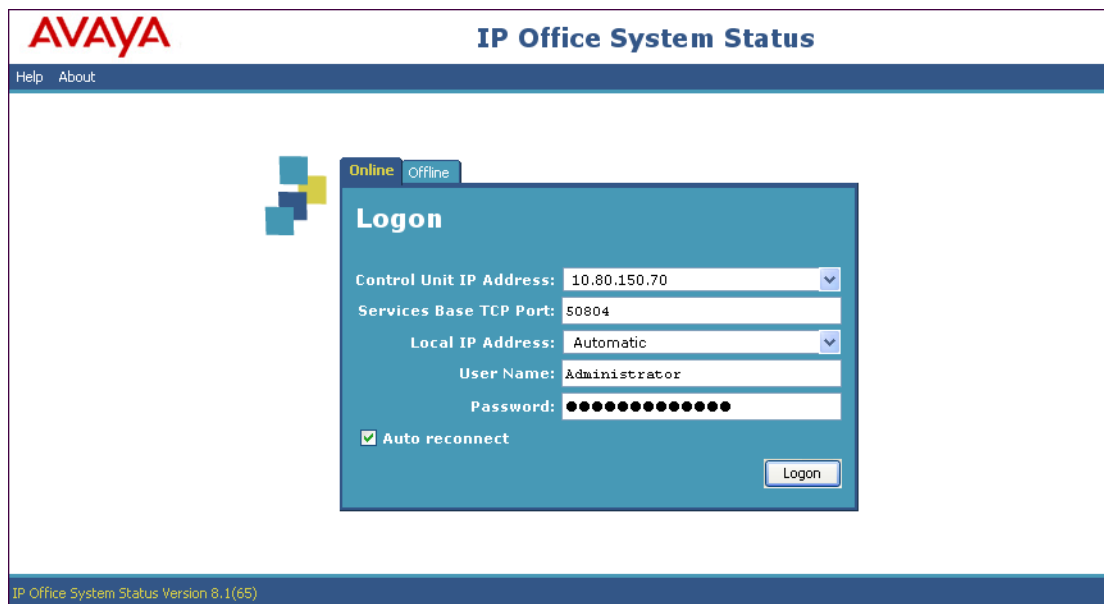 AVAYA
IP Office System Status
Help About
Online Offline
Logon
Control Unit IP Address: 10.80.150.70
Services Base TCP Port: 50804
Local IP Address: Automatic
User Name: Administrator
Password: ●●●●●●●●●●●●●
Auto reconnect
Logon
IP Office System Status Version 8.1(65)